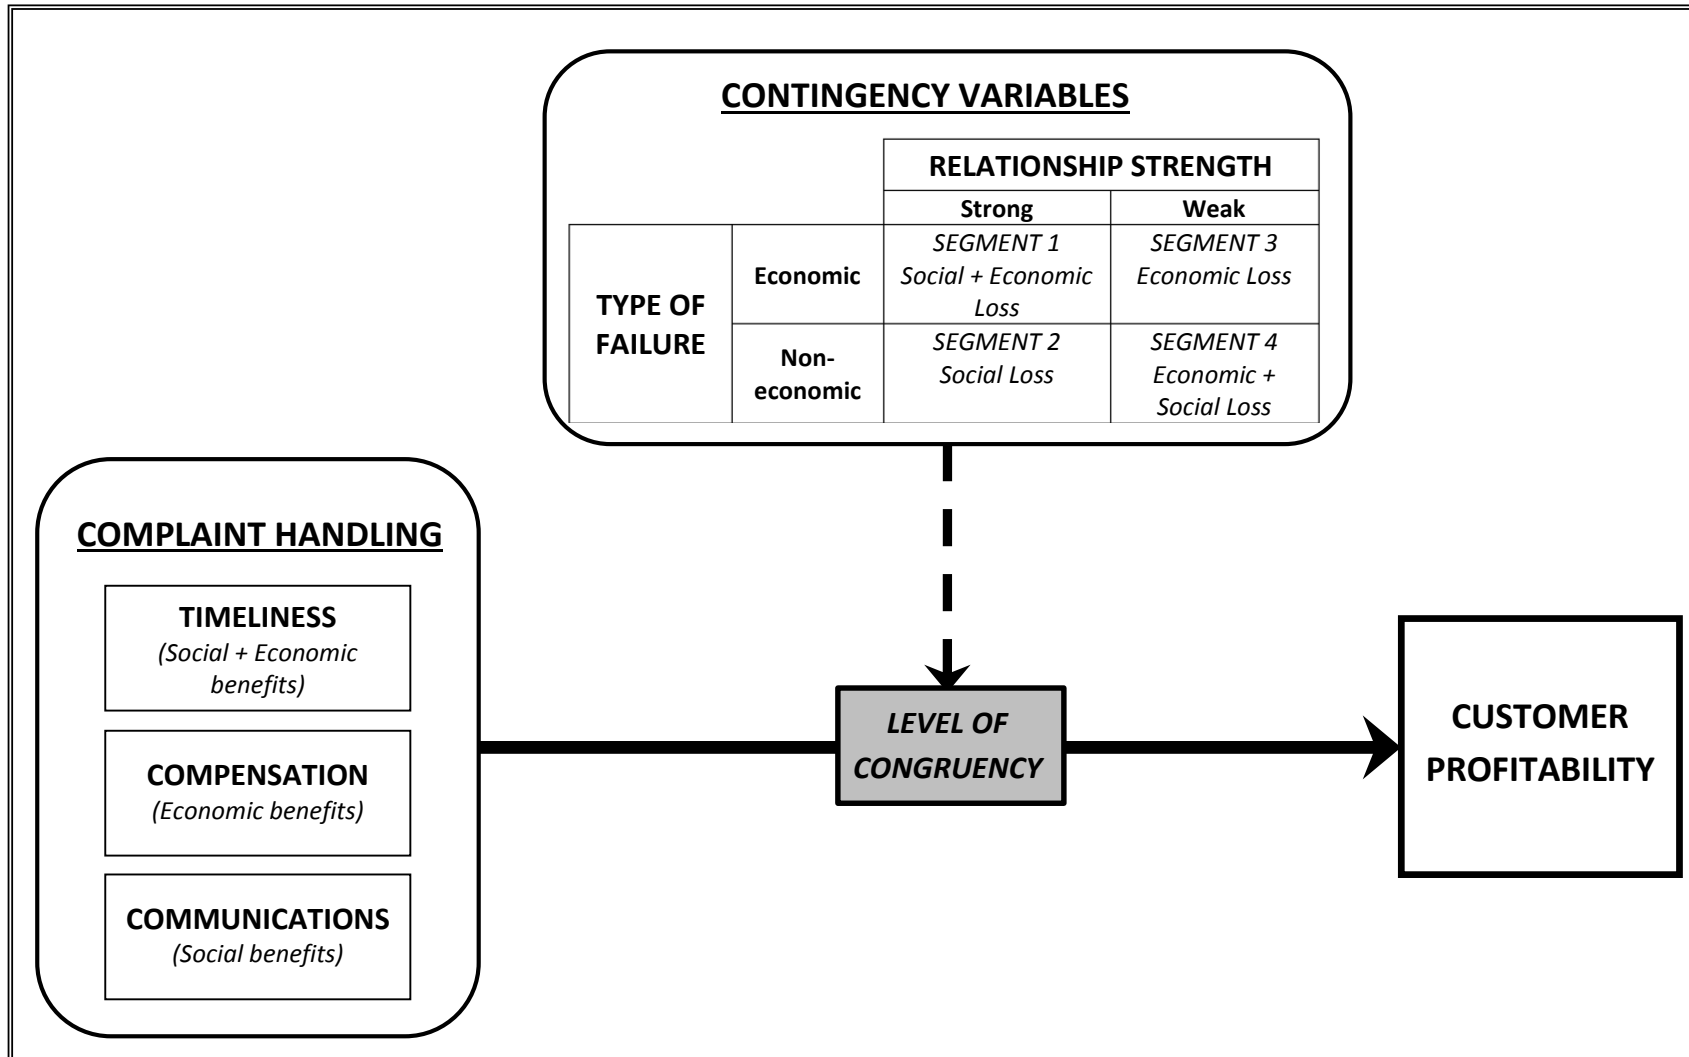 CONTINGENCY VARIABLES
RELATIONSHIP STRENGTH
Strong
Weak
TYPE OF
FAILURE
Economic
SEGMENT 1
Social + Economic
Loss
SEGMENT 3
Economic Loss
Non-
economic
SEGMENT 2
Social Loss
SEGMENT 4
Economic +
Social Loss
COMPLAINT HANDLING
TIMELINESS
(Social + Economic
benefits)
COMPENSATION
(Economic benefits)
COMMUNICATIONS
(Social benefits)
LEVEL OF
CONGRUENCY
CUSTOMER
PROFITABILITY